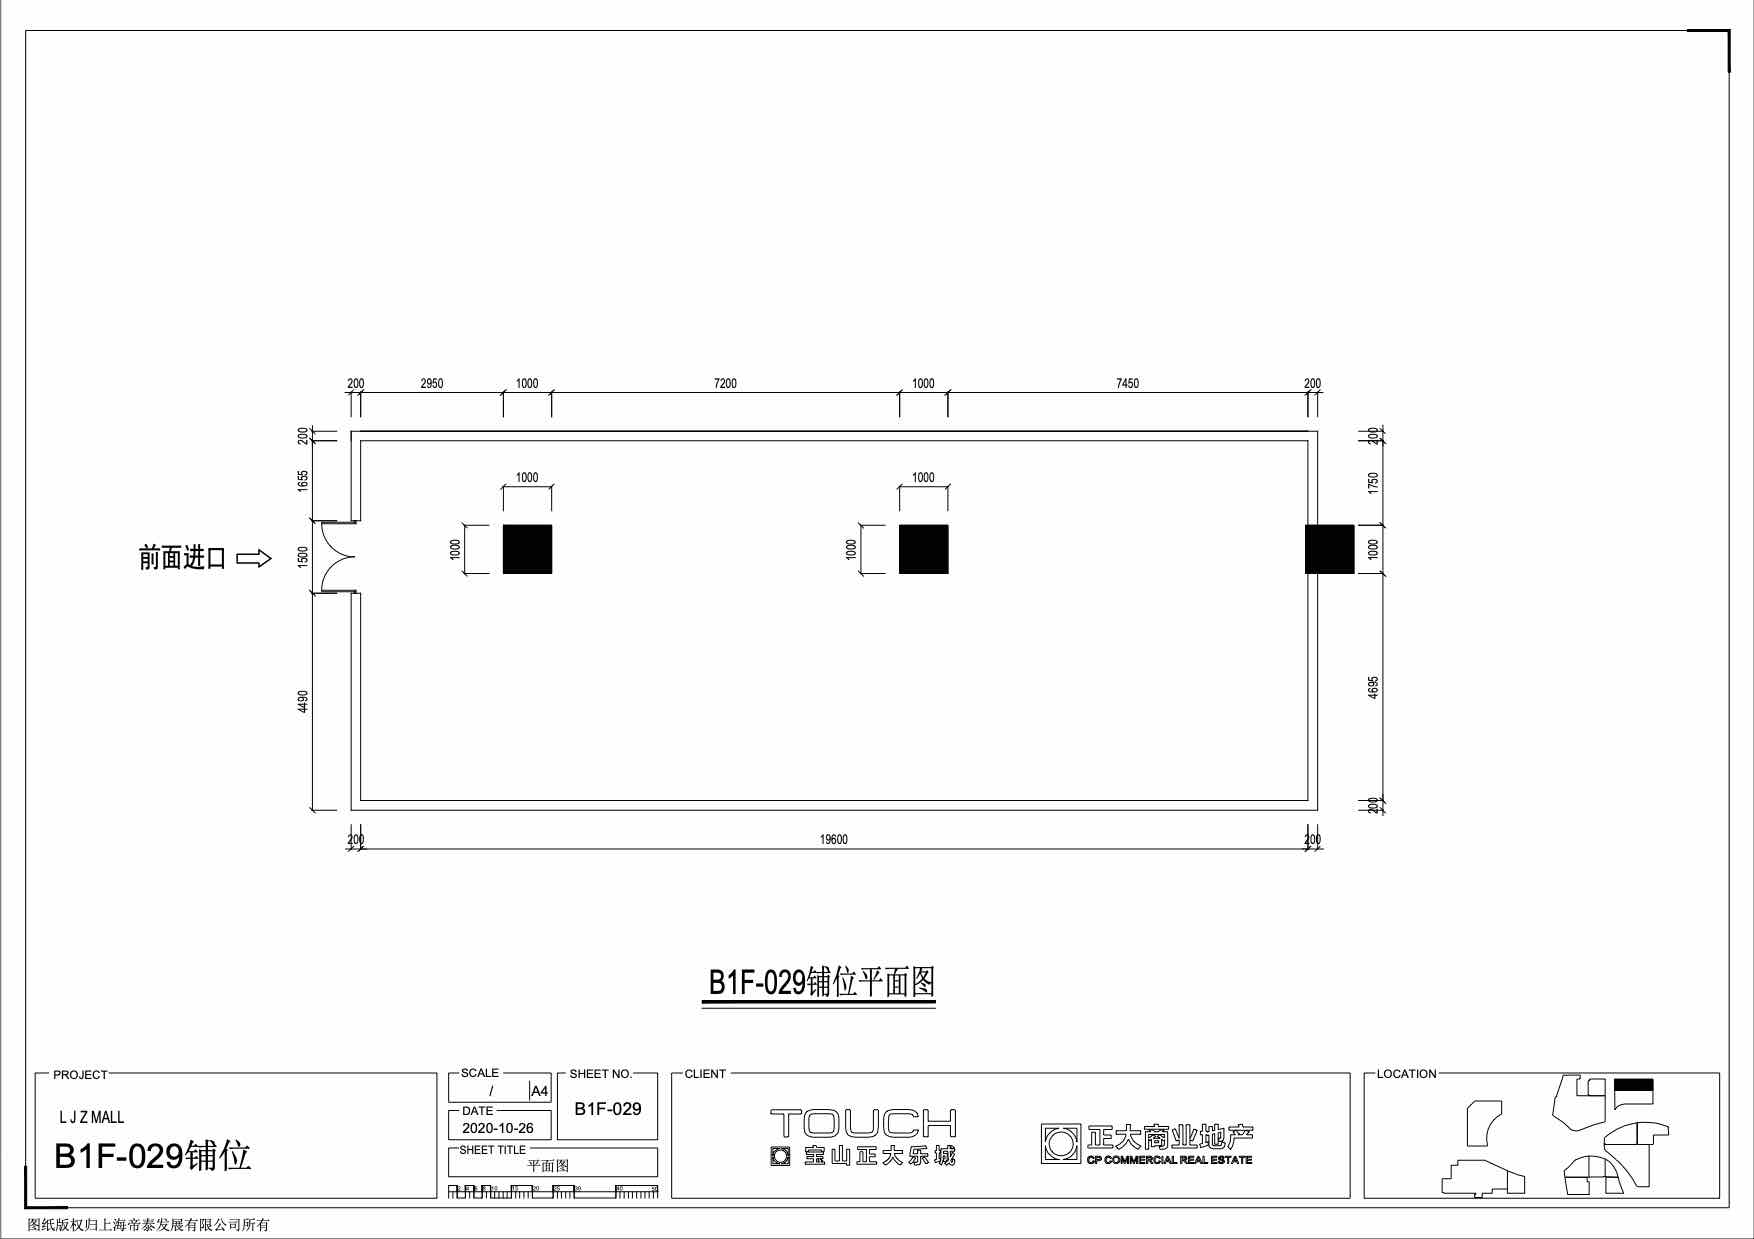 200 2950 1000 7200 1000 7450 200
200
1655
1500
4490
1000
1000
1000
1000
200
1750
1000
4695
200
前面进口
200 19600 200
B1F-029铺位平面图
PROJECT
L J Z MALL
B1F-029铺位
SCALE
/ A4
DATE
2020-10-26
SHEET NO.
B1F-029
SHEET TITLE
平面图
CLIENT
TOUCH
宝山正大乐城
正大商业地产
CP COMMERCIAL REAL ESTATE
LOCATION
图纸版权归上海帝泰发展有限公司所有